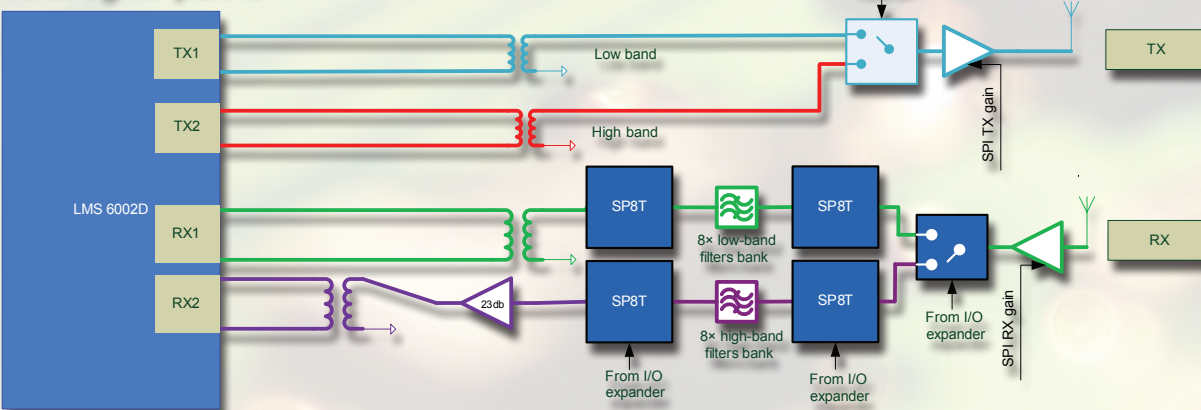 TX1
Low band
TX
TX2
High band
SPI TX gain
LMS 6002D
SP8T
SP8T
RX1
8× low-band
filters bank
RX
RX2
23db
SP8T
SP8T
8× high-band
filters bank
From I/O
expander
SPI RX gain
From I/O
expander
From I/O
expander